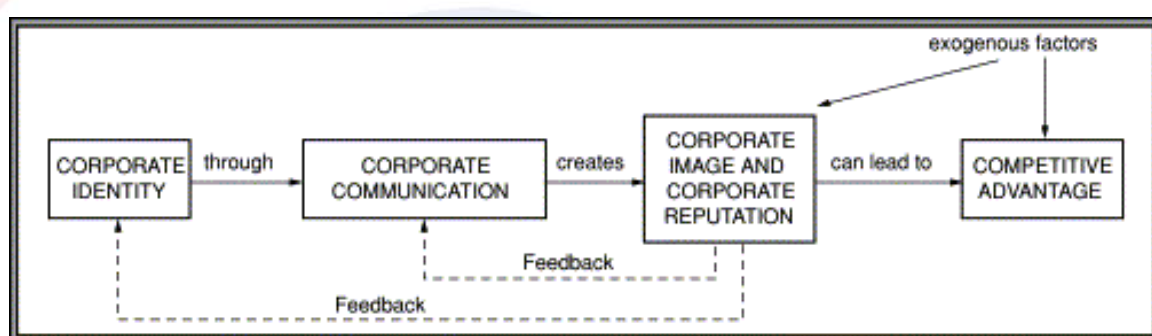 exogenous factors
CORPORATE
IDENTITY
through
CORPORATE
COMMUNICATION
creates
CORPORATE
IMAGE AND
CORPORATE
REPUTATION
can lead to
COMPETITIVE
ADVANTAGE
Feedback
Feedback